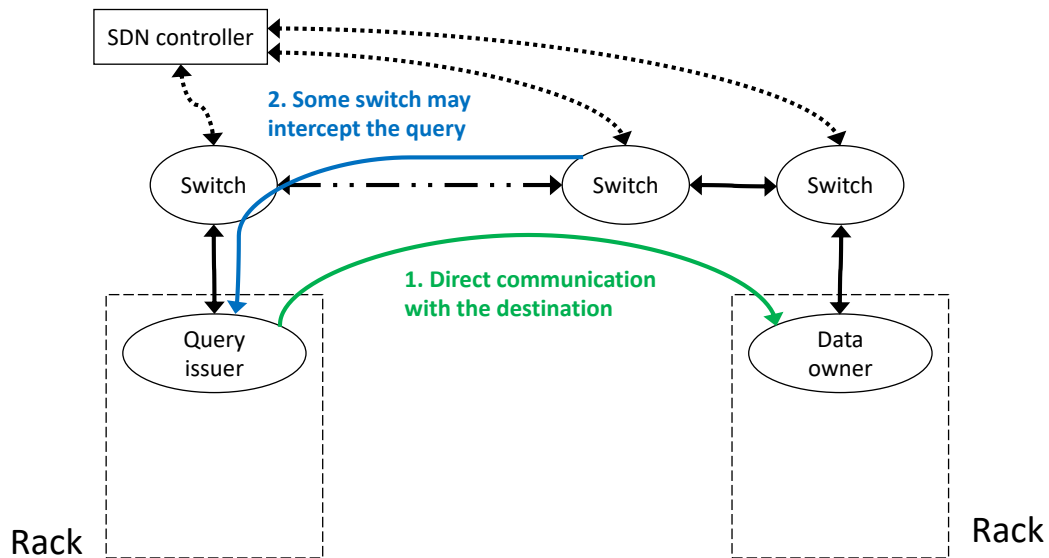 SDN controller
2. Some switch may
intercept the query
Switch
Switch
Switch
1. Direct communication
with the destination
Query
issuer
Data
owner
Rack
Rack